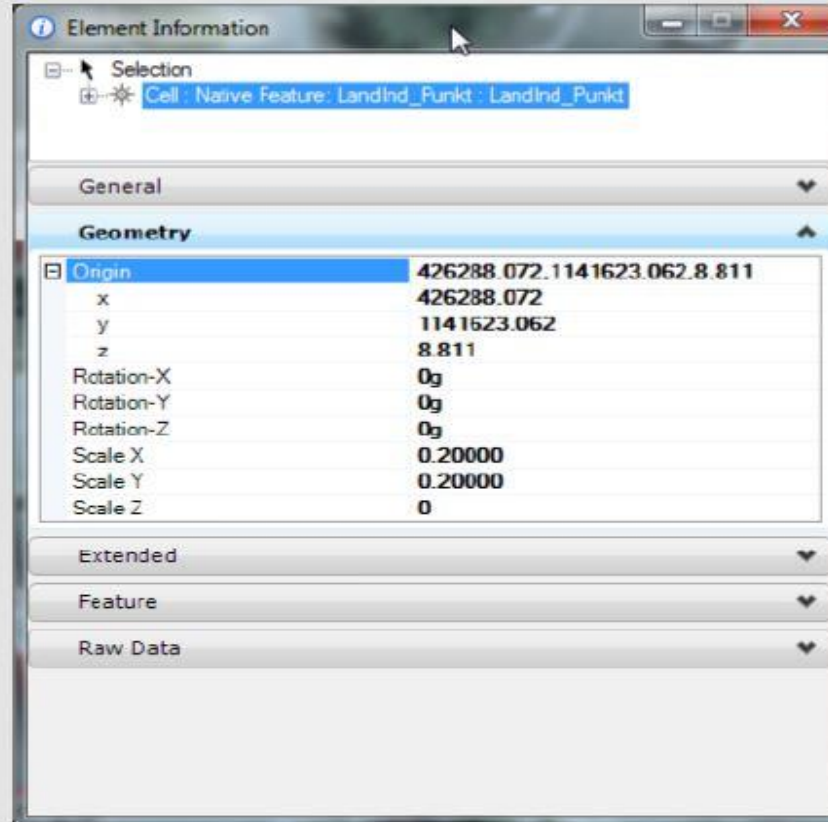 Element Information
Selection
Cell : Native Feature: LandInd_Punkt : LandInd_Punkt
General
Geometry
Origin 426288.072,1141623.062,8.811
x 426288.072
y 1141623.062
z 8.811
Rotation-X 0g
Rotation-Y 0g
Rotation-Z 0g
Scale X 0.20000
Scale Y 0.20000
Scale Z 0
Extended
Feature
Raw Data